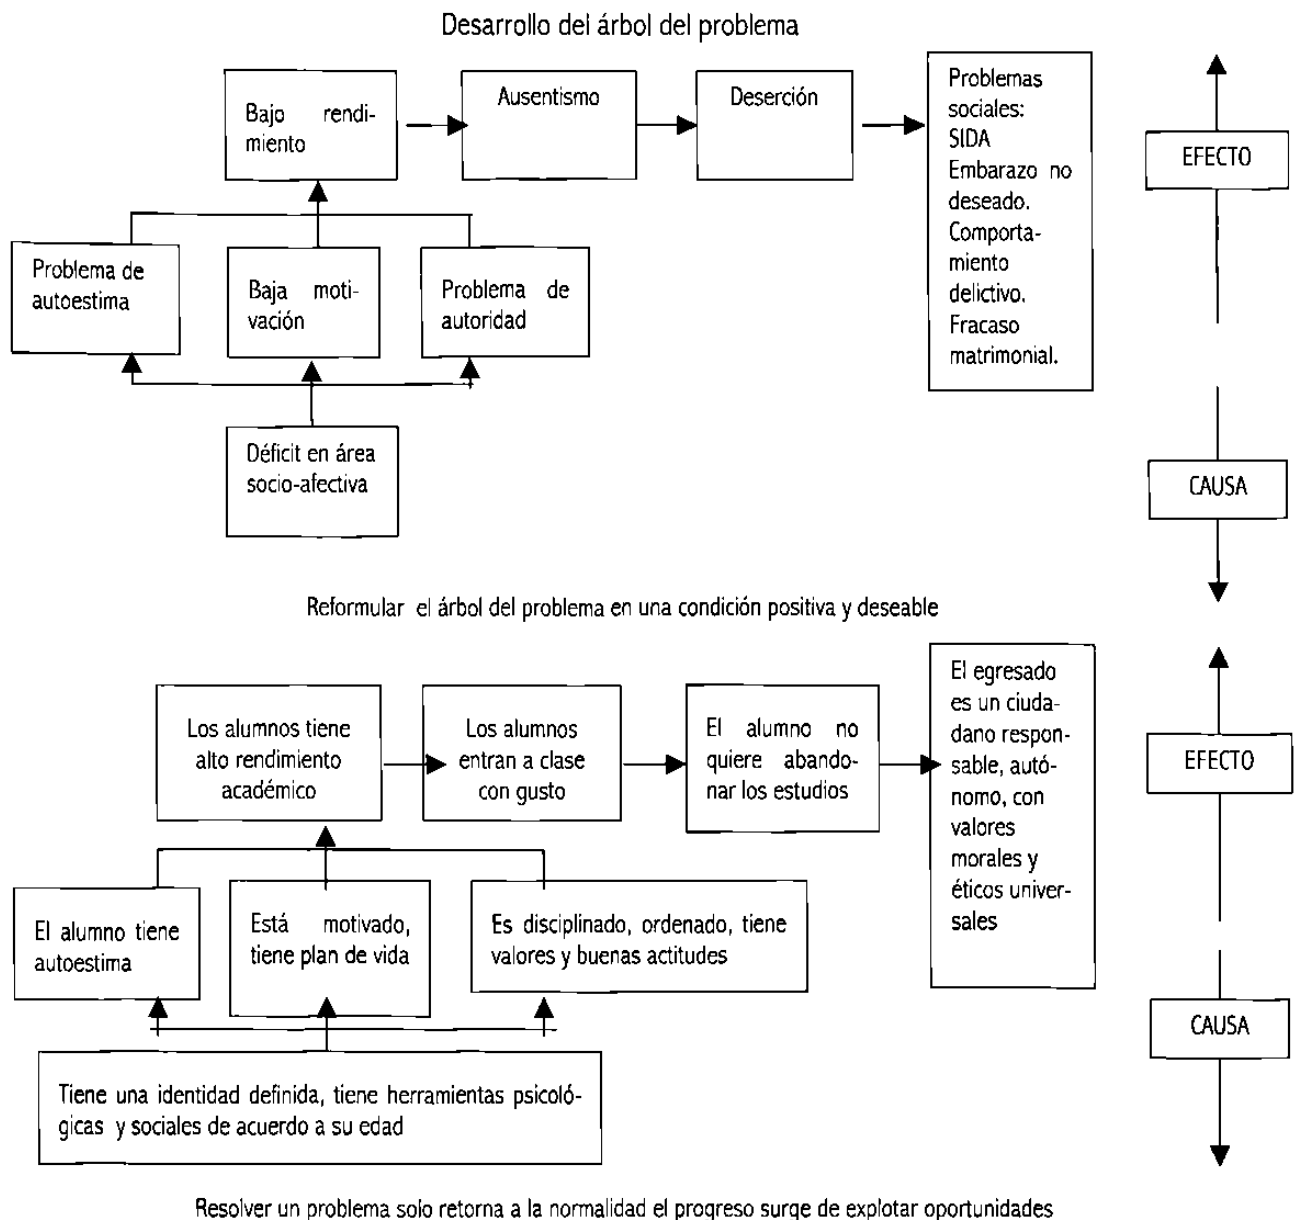 Desarrollo del árbol del problema
Bajo rendi-
miento
Ausentismo
Deserción
Problemas
sociales:
SIDA
Embarazo no
deseado.
Comporta-
miento
delictivo.
Fracaso
matrimonial.
EFECTO
Problema de
autoestima
Baja moti-
vación
Problema de
autoridad
Déficit en área
socio-afectiva
CAUSA
Reformular el árbol del problema en una condición positiva y deseable
Los alumnos tiene
alto rendimiento
académico
Los alumnos
entran a clase
con gusto
El alumno no
quiere abando-
nar los estudios
El egresado
es un ciuda-
dano respon-
sable, autó-
nomo, con
valores
morales y
éticos univer-
sales
EFECTO
El alumno tiene
autoestima
Está motivado,
tiene plan de vida
Es disciplinado, ordenado, tiene
valores y buenas actitudes
CAUSA
Tiene una identidad definida, tiene herramientas psicoló-
gicas y sociales de acuerdo a su edad
Resolver un problema solo retorna a la normalidad el progreso surge de explotar oportunidades